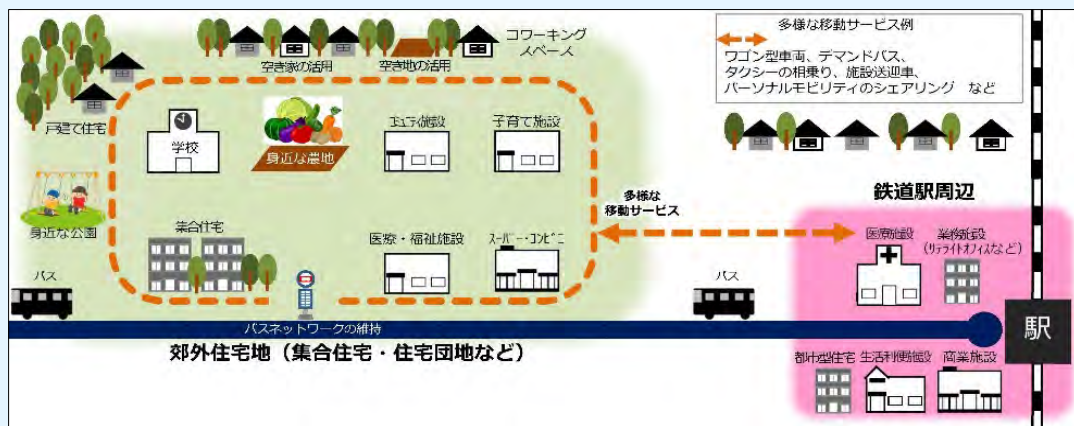 コワーキング
スペース
空き家の活用
空き地の活用
戸建て住宅
学校
身近な農地
ｺﾐｭﾆﾃｨ施設
子育て施設
身近な公園
集合住宅
医療・福祉施設
ｽｰﾊﾟｰ・ｺﾝﾋﾞﾆ
バス
バスネットワークの維持
郊外住宅地（集合住宅・住宅団地など）
多様な
移動サービス
多様な移動サービス例
ワゴン型車両、デマンドバス、
タクシーの相乗り、施設送迎車、
パーソナルモビリティのシェアリング　など
鉄道駅周辺
医療施設
業務施設
（ｻﾃﾗｲﾄｵﾌｨｽなど）
バス
駅
都市型住宅
生活利便施設
商業施設